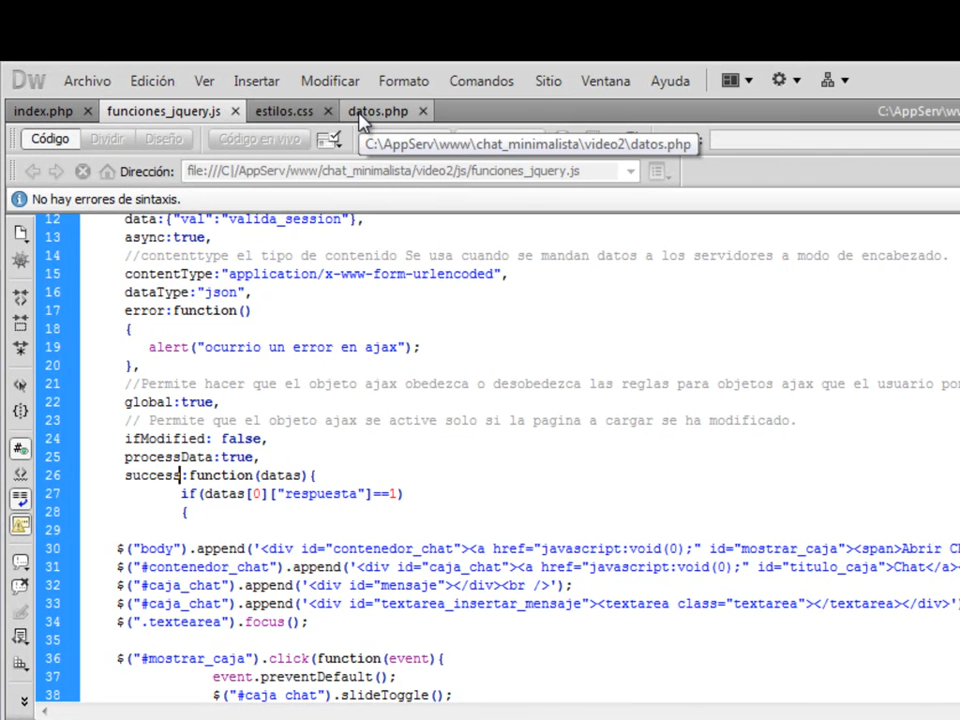 Dw Archivo Edición Ver Insertar Modificar Formato Comandos Sitio Ventana Ayuda
index.php funciones_jquery.js estilos.css datos.php C:\AppServ\www
Código Dividir Diseño Código en vivo
C:\AppServ\www\chat_minimalista\video2\datos.php
Dirección: file:///C|/AppServ/www/chat_minimalista/video2/js/funciones_jquery.js
No hay errores de sintaxis.
12 data:{"val":"valida_session"},
13 async:true,
14 //contenttype el tipo de contenido Se usa cuando se mandan datos a los servidores a modo de encabezado.
15 contentType:"application/x-www-form-urlencoded",
16 dataType:"json",
17 error:function()
18 {
19 alert("ocurrio un error en ajax");
20 },
21 //Permite hacer que el objeto ajax obedezca o desobedezca las reglas para objetos ajax que el usuario po
22 global:true,
23 // Permite que el objeto ajax se active solo si la pagina a cargar se ha modificado.
24 ifModified: false,
25 processData:true,
26 success:function(datas){
27 if(datas[0]["respuesta"]==1)
28 {
29
30 $("body").append('<div id="contenedor_chat"><a href="javascript:void(0);" id="mostrar_caja"><span>Abrir C
31 $("#contenedor_chat").append('<div id="caja_chat"><a href="javascript:void(0);" id="titulo_caja">Chat</a>
32 $("#caja_chat").append('<div id="mensaje"></div><br />');
33 $("#caja_chat").append('<div id="textarea_insertar_mensaje"><textarea class="textarea"></textarea></div>'
34 $(".textearea").focus();
35
36 $("#mostrar_caja").click(function(event){
37 event.preventDefault();
38 $("#caja_chat").slideToggle();